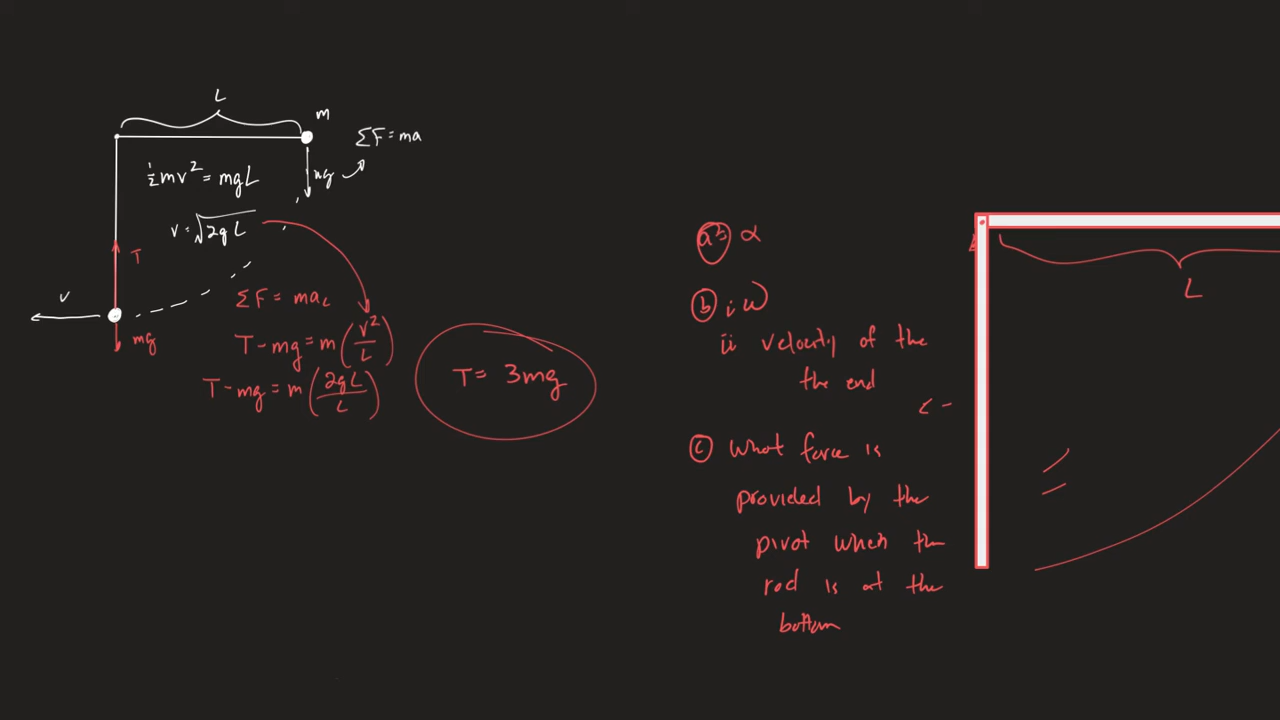 L
m
ΣF = ma
½mv² = mgL
mg
v = √2gL
T
v
ΣF = ma_c
mg
T - mg = m(v²/L)
T - mg = m(2gL/L)
T = 3mg
α
ⓑ i ω
ii velocity of the
the end
ⓒ What force is
provided by the
pivot when the
rod is at the
bottom
L